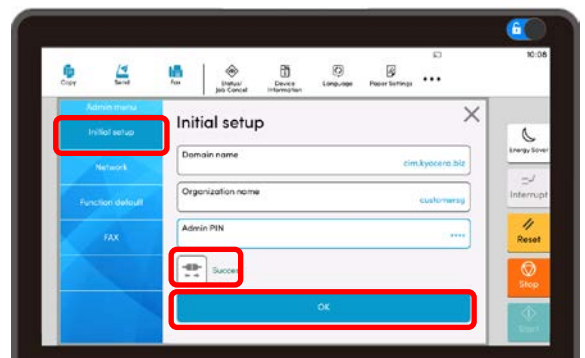 10:08
Copy
Send
Fax
Status/
Job Cancel
Device
Information
Language
Paper Settings
Admin menu
Initial setup
Network
Function default
FAX
Initial setup
Domain name
cim.kyocera.biz
Organization name
customersg
Admin PIN
****
Success
OK
Energy Saver
Interrupt
Reset
Stop
Start